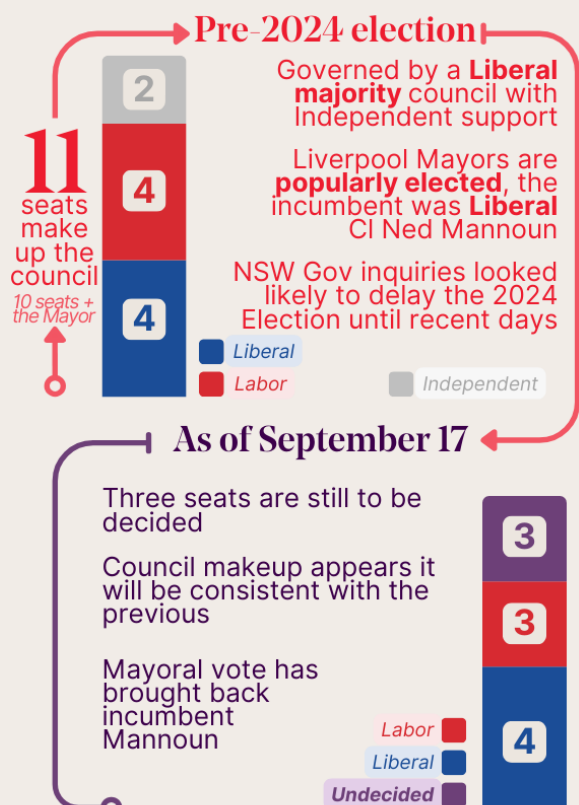 Pre-2024 election
2
4
4
11
seats
make
up the
council
10 seats +
the Mayor
Governed by a Liberal
majority council with
Independent support
Liverpool Mayors are
popularly elected, the
incumbent was Liberal
Cl Ned Mannoun
NSW Gov inquiries looked
likely to delay the 2024
Election until recent days
Liberal
Labor
Independent
As of September 17
Three seats are still to be
decided
Council makeup appears it
will be consistent with the
previous
Mayoral vote has
brought back
incumbent
Mannoun
3
3
4
Labor
Liberal
Undecided